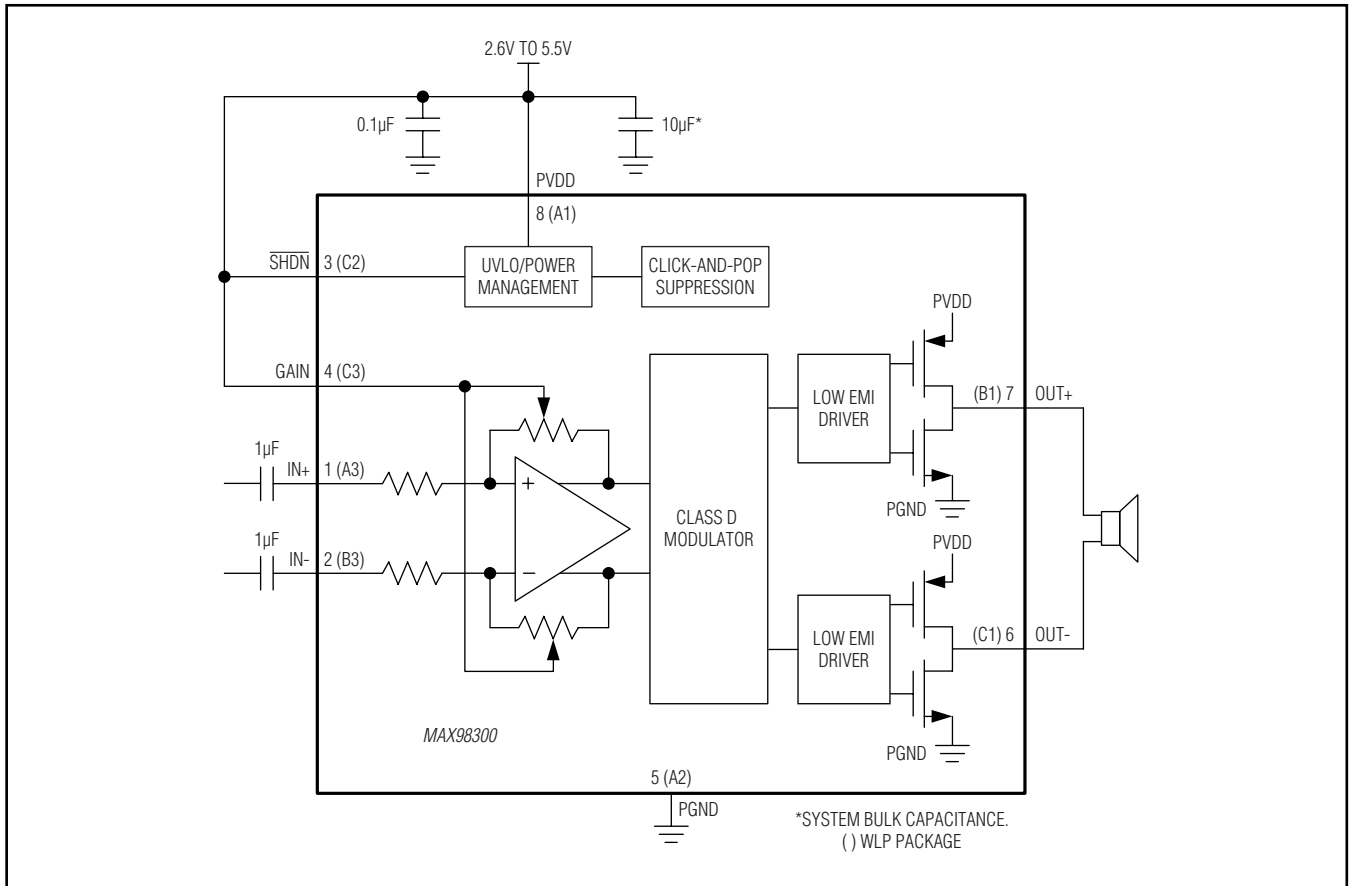 2.6V TO 5.5V
0.1µF
10µF*
PVDD
8 (A1)
SHDN
3 (C2)
UVLO/POWER
MANAGEMENT
CLICK-AND-POP
SUPPRESSION
PVDD
GAIN
4 (C3)
LOW EMI
DRIVER
(B1) 7
OUT+
1µF
IN+
1 (A3)
+
PGND
CLASS D
MODULATOR
1µF
IN-
2 (B3)
−
PVDD
LOW EMI
DRIVER
(C1) 6
OUT-
MAX98300
PGND
5 (A2)
PGND
*SYSTEM BULK CAPACITANCE.
( ) WLP PACKAGE